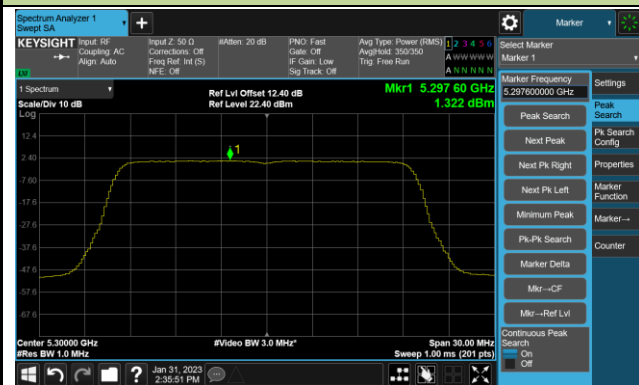 Spectrum Analyzer 1
Swept SA
+
Marker
KEYSIGHT
Input: RF
Coupling: AC
Align: Auto
Input Z: 50 Ω
Corrections: Off
Freq Ref: Int (S)
NFE: Off
#Atten: 20 dB
PNO: Fast
Gate: Off
IF Gain: Low
Sig Track: Off
Avg Type: Power (RMS)
Avg|Hold: 350/350
Trig: Free Run
1 2 3 4 5 6
A W W W W W
A N N N N N
LXI
Select Marker
Marker 1
1 Spectrum
Scale/Div 10 dB
Log
Ref Lvl Offset 12.40 dB
Ref Level 22.40 dBm
Mkr1 5.297 60 GHz
1.322 dBm
12.4
2.40
-7.60
-17.6
-27.6
-37.6
-47.6
-57.6
-67.6
1
Center 5.30000 GHz
#Res BW 1.0 MHz
#Video BW 3.0 MHz*
Span 30.00 MHz
Sweep 1.00 ms (201 pts)
Marker Frequency
5.297600000 GHz
Peak Search
Next Peak
Next Pk Right
Next Pk Left
Minimum Peak
Pk-Pk Search
Marker Delta
Mkr→CF
Mkr→Ref Lvl
Continuous Peak
Search
On
Off
Settings
Peak
Search
Pk Search
Config
Properties
Marker
Function
Marker→
Counter
?
Jan 31, 2023
2:35:51 PM